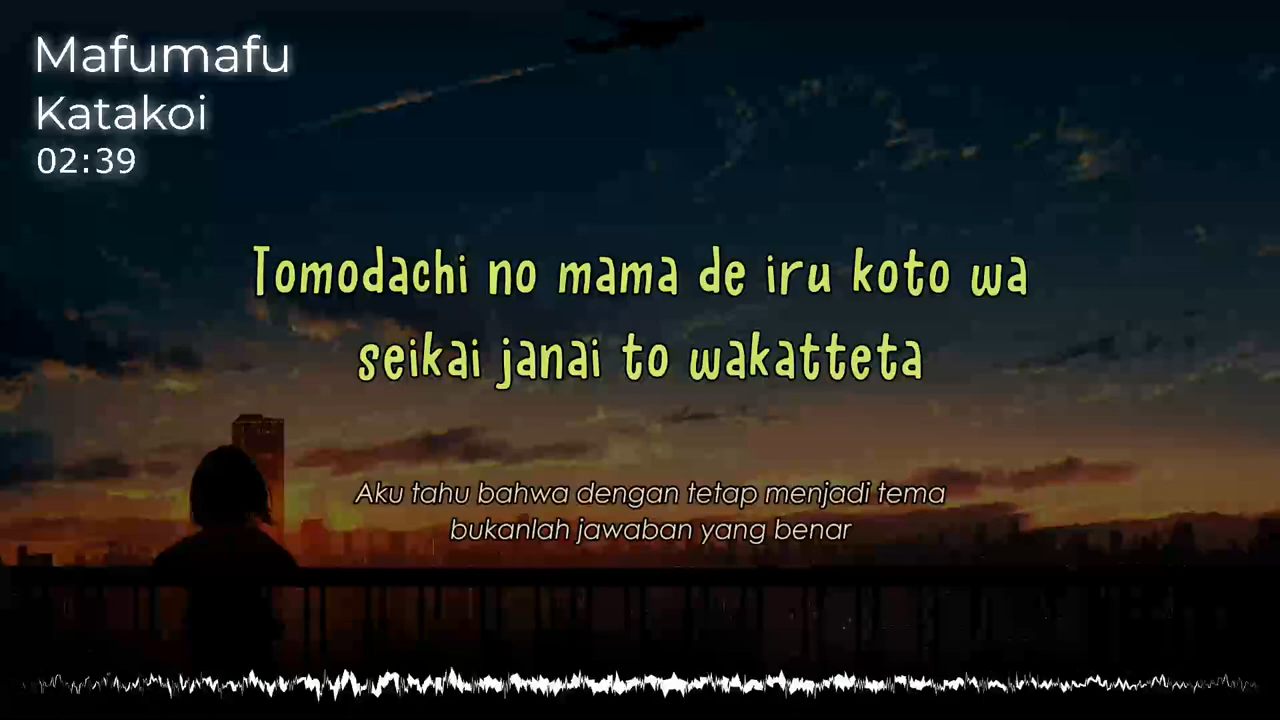 Mafumafu
Katakoi
02:39
Tomodachi no mama de iru koto wa
seikai janai to wakatteta
Aku tahu bahwa dengan tetap menjadi tema
bukanlah jawaban yang benar